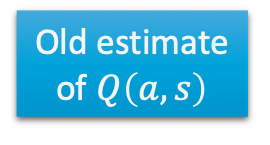 Old estimate
of Q(a, s)